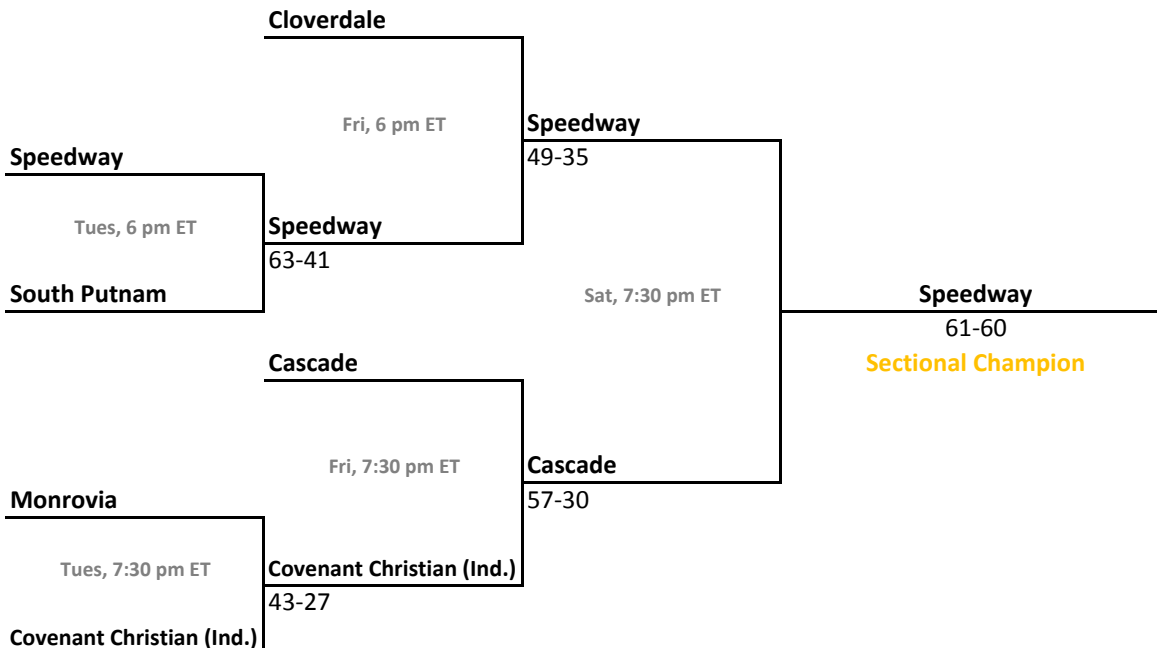 Cloverdale
Fri, 6 pm ET
Speedway
49-35
Speedway
Tues, 6 pm ET
Speedway
63-41
South Putnam
Sat, 7:30 pm ET
Speedway
61-60
Sectional Champion
Cascade
Fri, 7:30 pm ET
Cascade
57-30
Monrovia
Tues, 7:30 pm ET
Covenant Christian (Ind.)
43-27
Covenant Christian (Ind.)